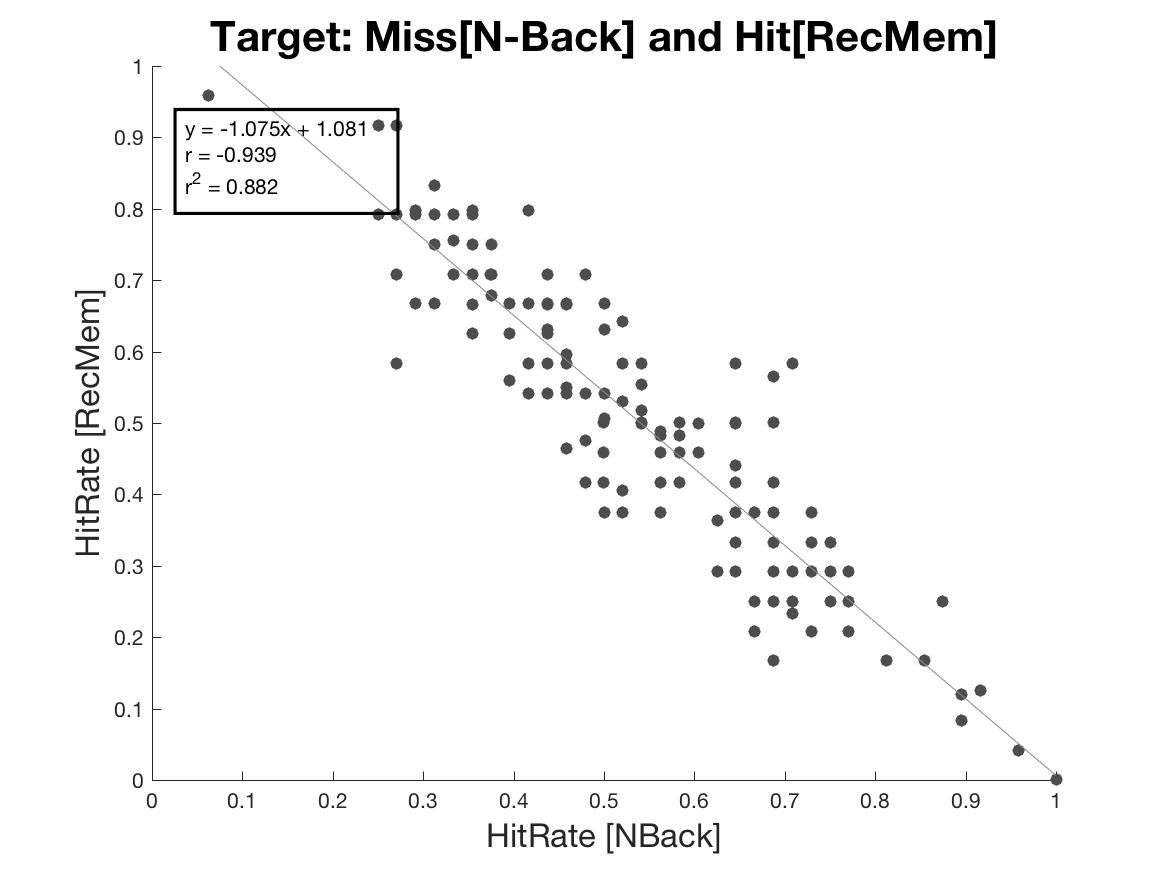 Target: Miss[N-Back] and Hit[RecMem]
1
0.9
0.8
0.7
0.6
0.5
0.4
0.3
0.2
0.1
0
y = -1.075x + 1.081
r = -0.939
r² = 0.882
HitRate [RecMem]
0 0.1 0.2 0.3 0.4 0.5 0.6 0.7 0.8 0.9 1
HitRate [NBack]